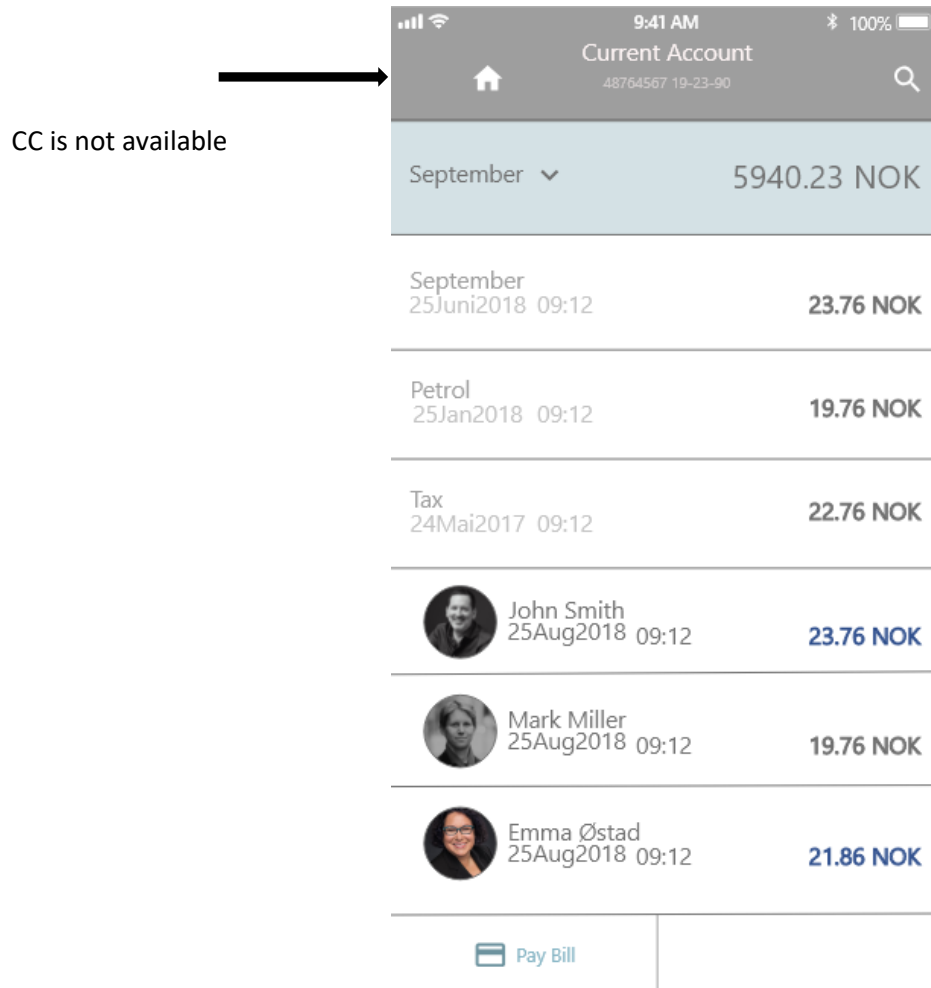 9:41 AM
100%
Current Account
48764567 19-23-90
CC is not available
September
5940.23 NOK
September
25Juni2018 09:12
23.76 NOK
Petrol
25Jan2018 09:12
19.76 NOK
Tax
24Mai2017 09:12
22.76 NOK
John Smith
25Aug2018 09:12
23.76 NOK
Mark Miller
25Aug2018 09:12
19.76 NOK
Emma Østad
25Aug2018 09:12
21.86 NOK
Pay Bill